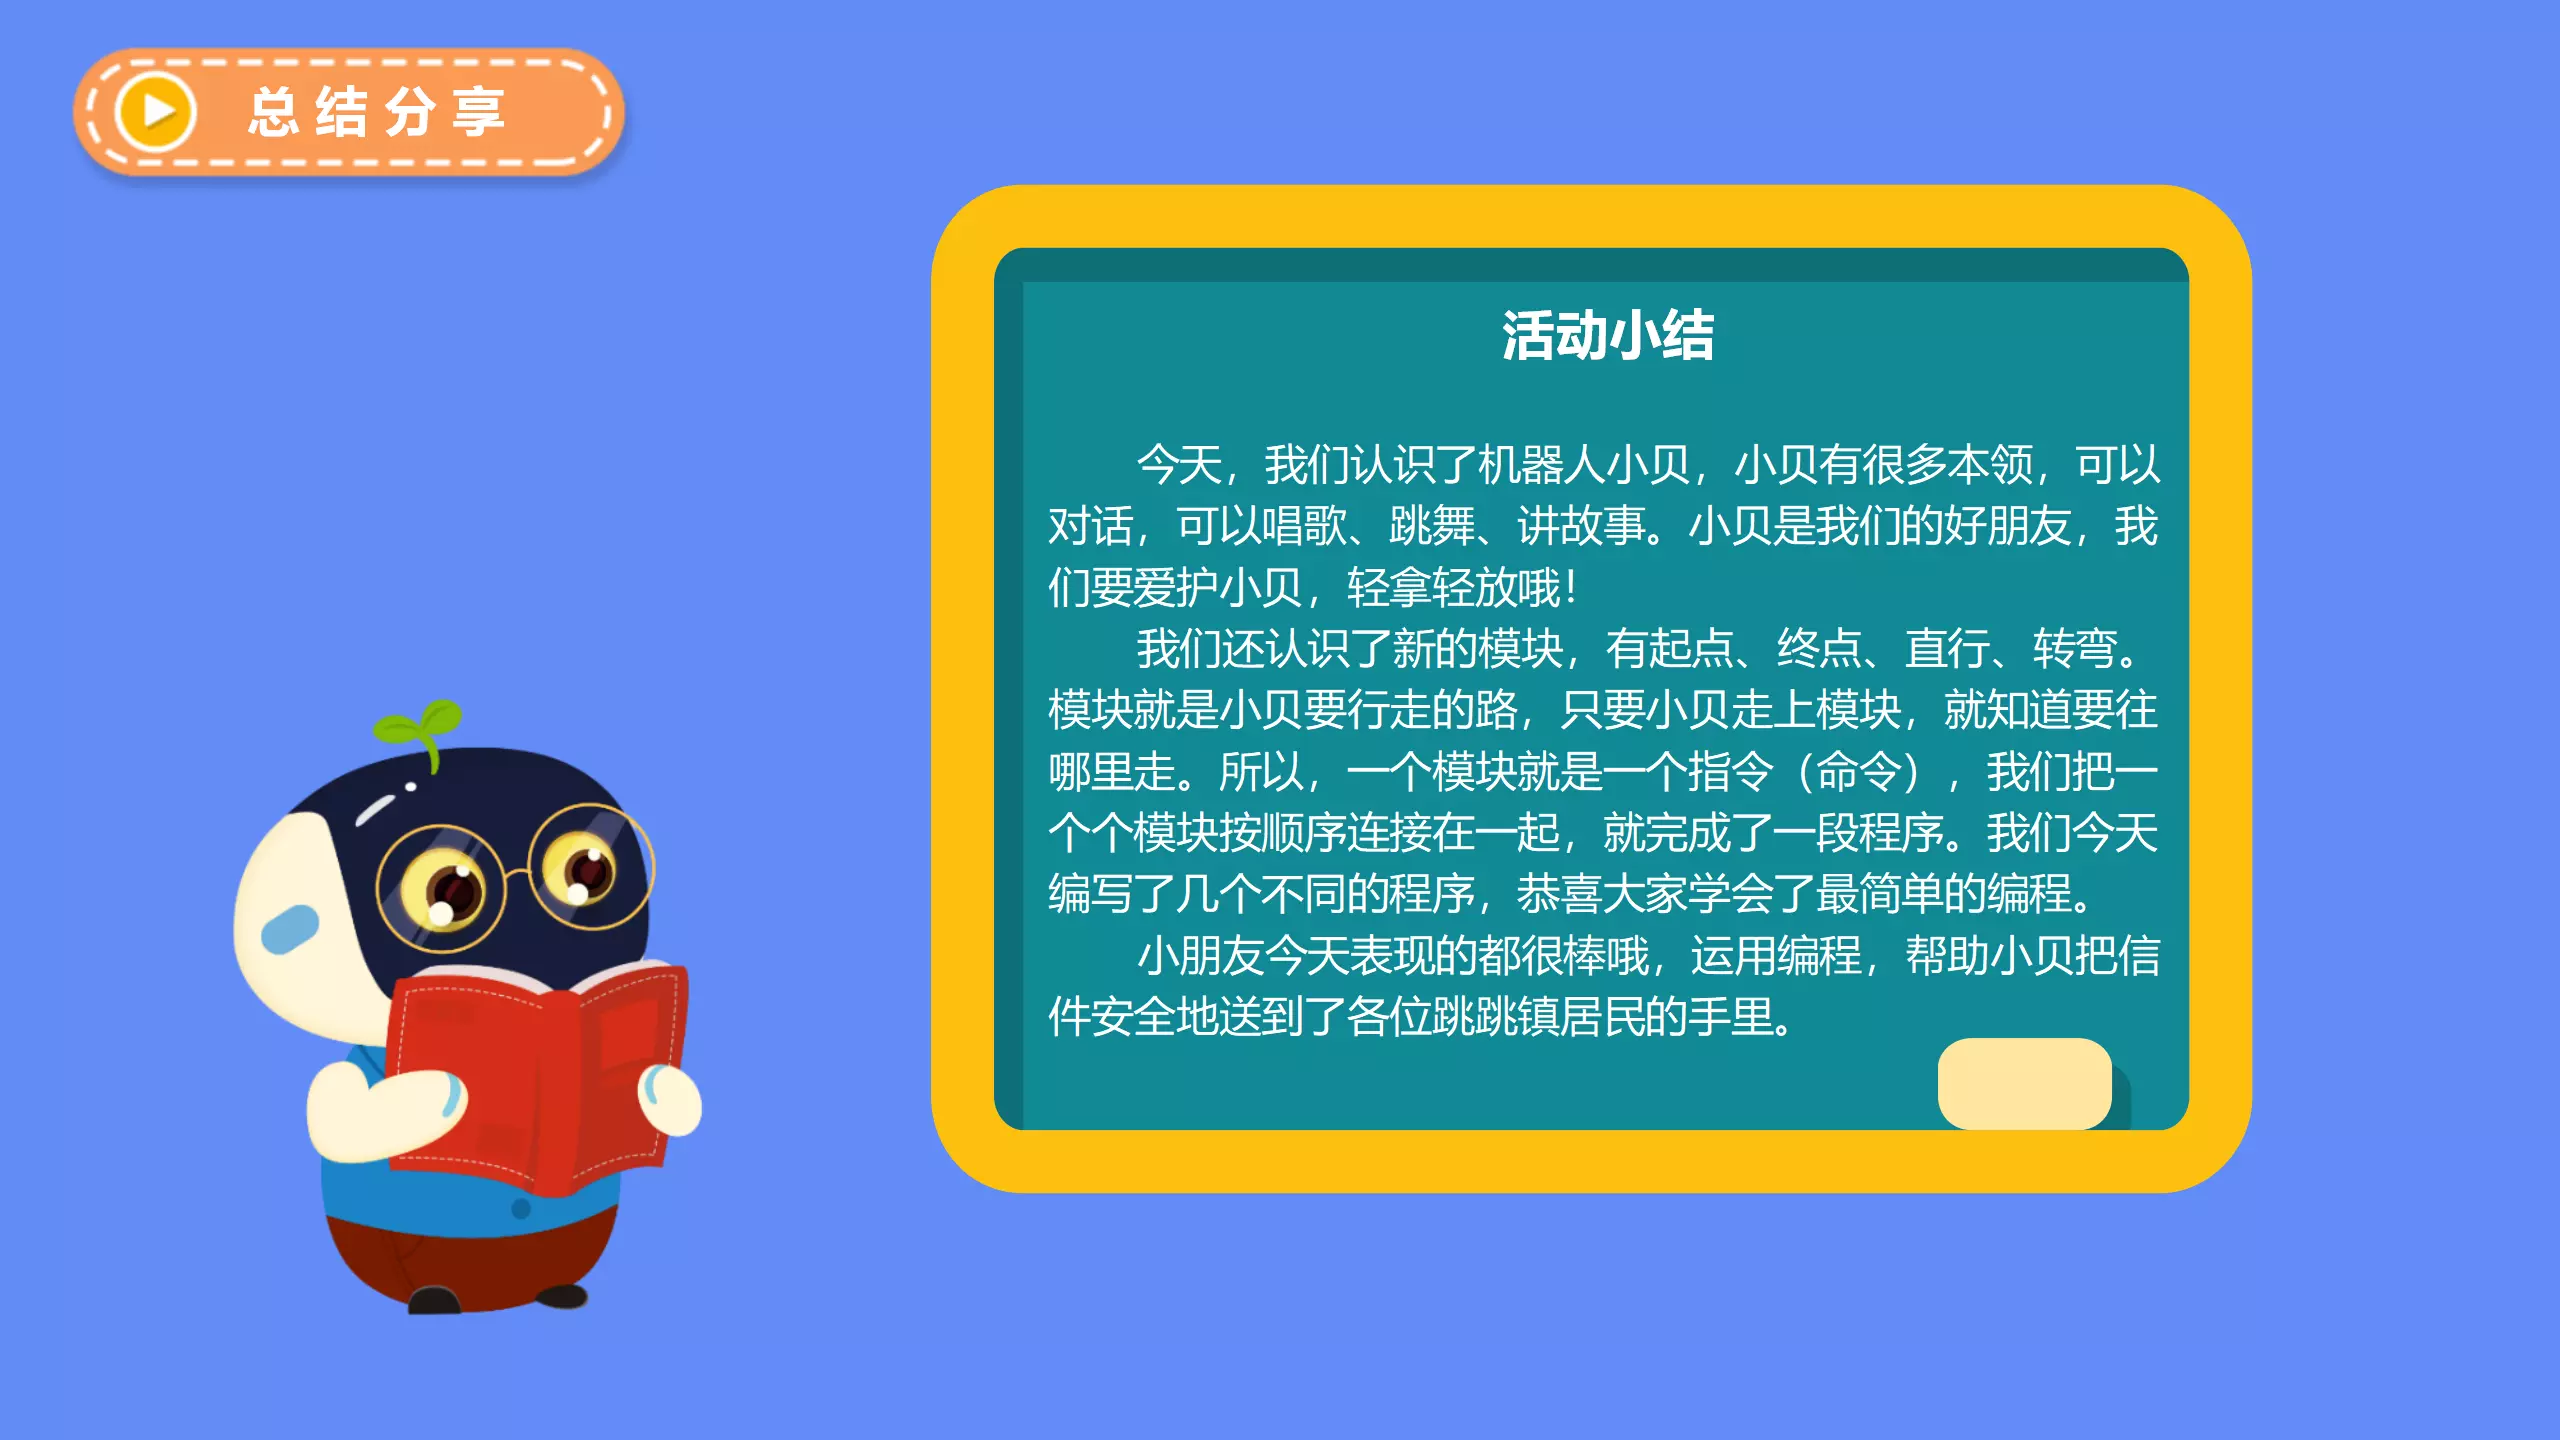 总结分享
活动小结
今天，我们认识了机器人小贝，小贝有很多本领，可以
对话，可以唱歌、跳舞、讲故事。小贝是我们的好朋友，我
们要爱护小贝，轻拿轻放哦！
我们还认识了新的模块，有起点、终点、直行、转弯。
模块就是小贝要行走的路，只要小贝走上模块，就知道要往
哪里走。所以，一个模块就是一个指令（命令），我们把一
个个模块按顺序连接在一起，就完成了一段程序。我们今天
编写了几个不同的程序，恭喜大家学会了最简单的编程。
小朋友今天表现的都很棒哦，运用编程，帮助小贝把信
件安全地送到了各位跳跳镇居民的手里。